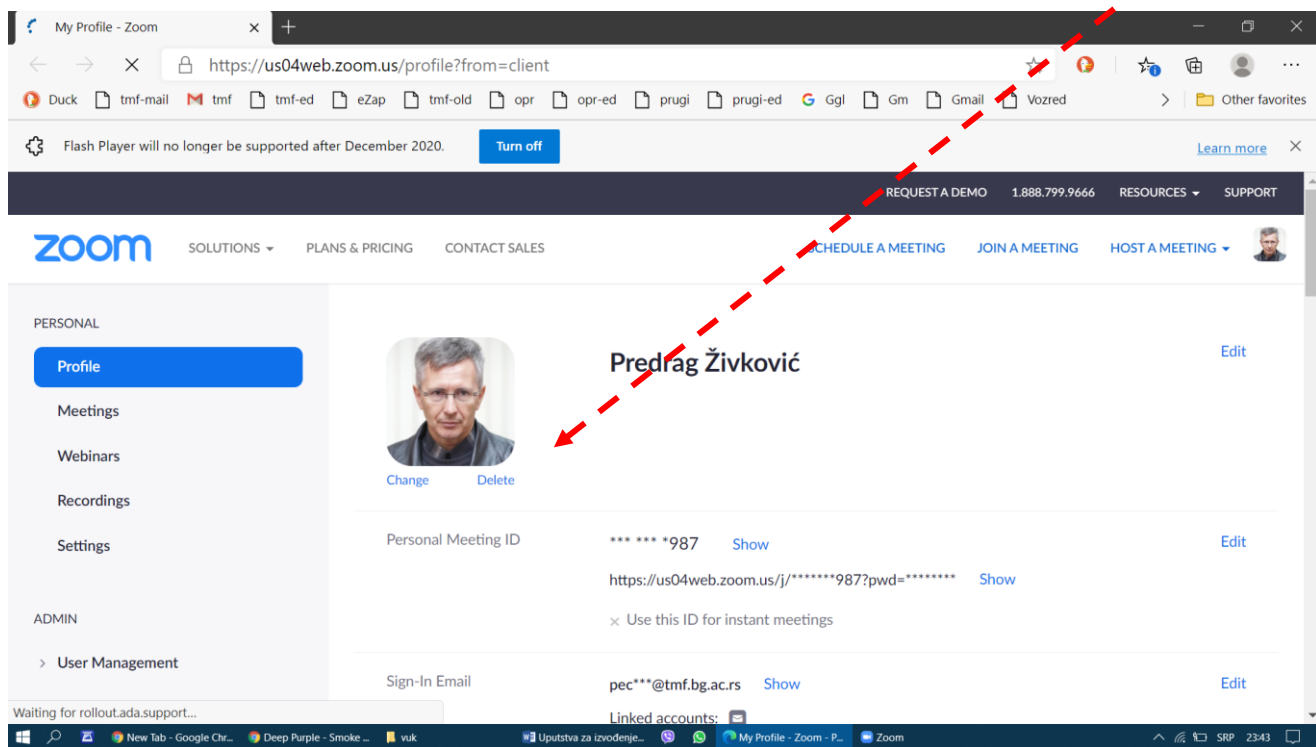 My Profile - Zoom
https://us04web.zoom.us/profile?from=client
Duck tmf-mail tmf tmf-ed eZap tmf-old opr opr-ed prugi prugi-ed Ggl Gm Gmail Vozred Other favorites
Flash Player will no longer be supported after December 2020. Turn off Learn more
REQUEST A DEMO 1.888.799.9666 RESOURCES SUPPORT
zoom SOLUTIONS PLANS & PRICING CONTACT SALES SCHEDULE A MEETING JOIN A MEETING HOST A MEETING
PERSONAL
Profile
Meetings
Webinars
Recordings
Settings
ADMIN
User Management
Predrag Živković Edit
Change Delete
Personal Meeting ID *** *** *987 Show Edit
https://us04web.zoom.us/j/*******987?pwd=******** Show
× Use this ID for instant meetings
Sign-In Email pec***@tmf.bg.ac.rs Show Edit
Linked accounts:
Waiting for rollout.ada.support...
New Tab - Google Chr... Deep Purple - Smoke ... vuk Uputstva za izvođenje... My Profile - Zoom - P... Zoom SRP 23:43